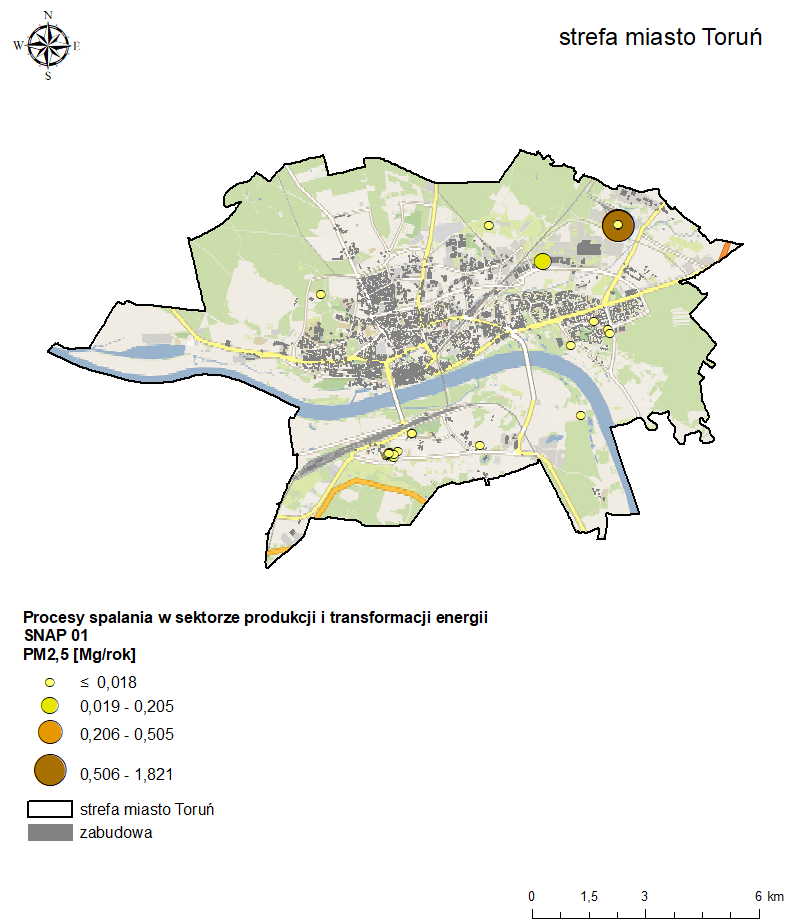 N
W E
S
strefa miasto Toruń
Procesy spalania w sektorze produkcji i transformacji energii
SNAP 01
PM2,5 [Mg/rok]
≤ 0,018
0,019 - 0,205
0,206 - 0,505
0,506 - 1,821
strefa miasto Toruń
zabudowa
0 1,5 3 6 km